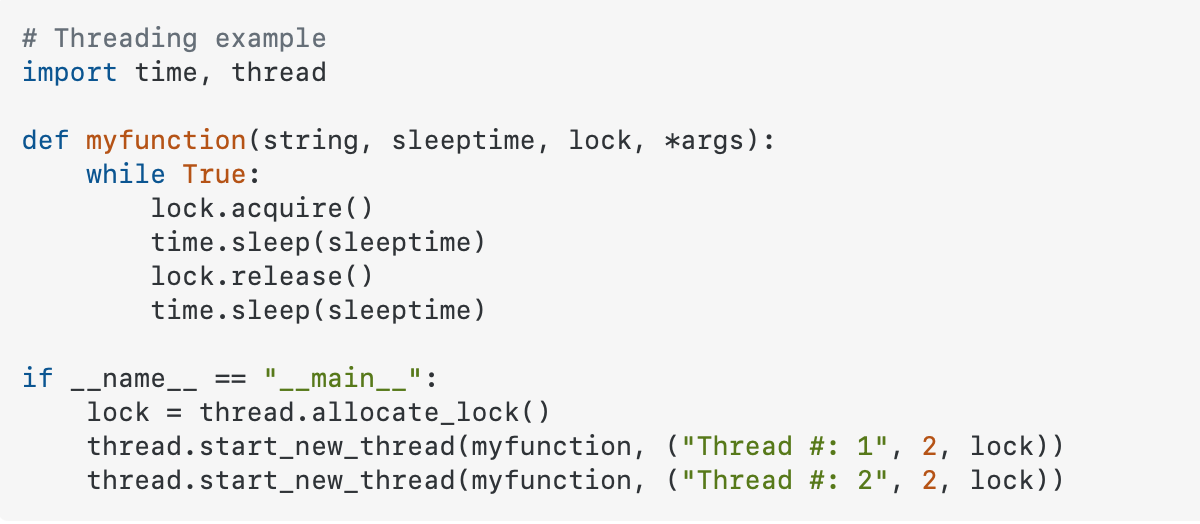 # Threading example
import time, thread

def myfunction(string, sleeptime, lock, *args):
    while True:
        lock.acquire()
        time.sleep(sleeptime)
        lock.release()
        time.sleep(sleeptime)

if __name__ == "__main__":
    lock = thread.allocate_lock()
    thread.start_new_thread(myfunction, ("Thread #: 1", 2, lock))
    thread.start_new_thread(myfunction, ("Thread #: 2", 2, lock))